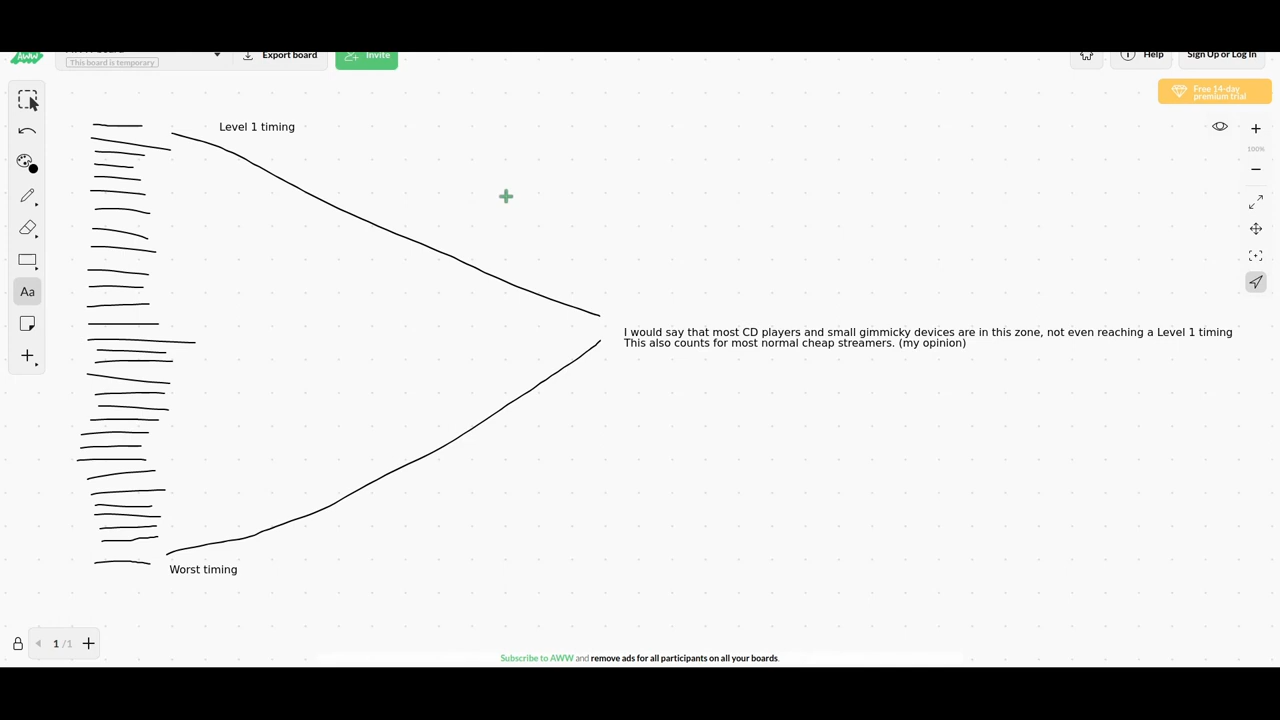 AWW
This board is temporary
Export board
Invite
Help
Sign Up or Log In
Free 14-day
premium trial
Level 1 timing
100%
I would say that most CD players and small gimmicky devices are in this zone, not even reaching a Level 1 timing
This also counts for most normal cheap streamers. (my opinion)
Aa
Worst timing
1 /1
Subscribe to AWW and remove ads for all participants on all your boards.